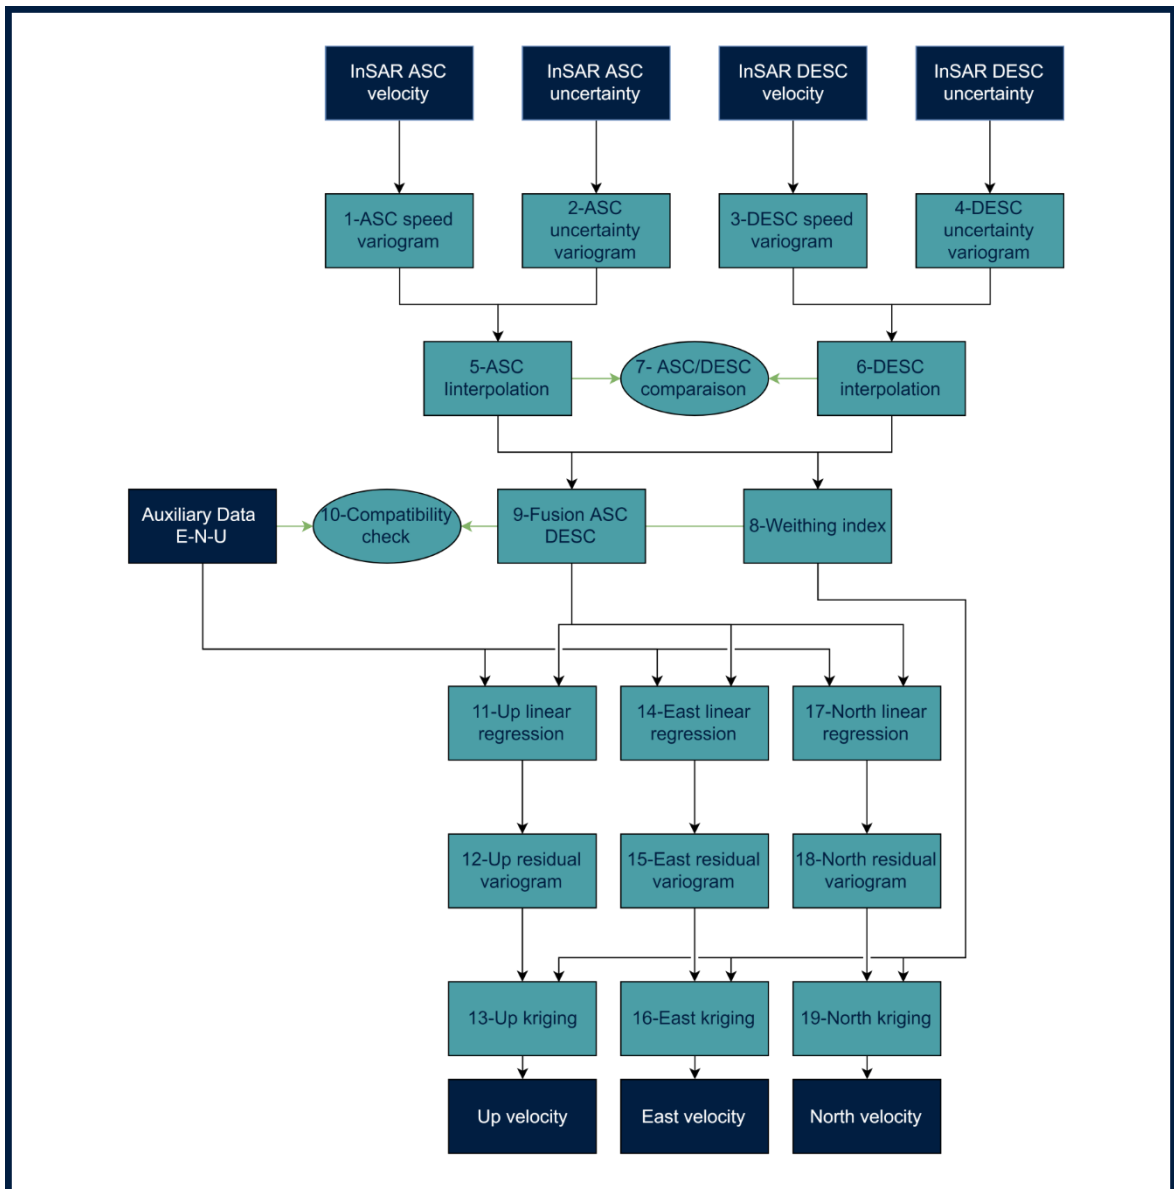 InSAR ASC
velocity
InSAR ASC
uncertainty
InSAR DESC
velocity
InSAR DESC
uncertainty
1-ASC speed
variogram
2-ASC
uncertainty
variogram
3-DESC speed
variogram
4-DESC
uncertainty
variogram
5-ASC
linterpolation
7- ASC/DESC
comparaison
6-DESC
interpolation
Auxiliary Data
E-N-U
10-Compatibility
check
9-Fusion ASC
DESC
8-Weithing index
11-Up linear
regression
14-East linear
regression
17-North linear
regression
12-Up residual
variogram
15-East residual
variogram
18-North residual
variogram
13-Up kriging
16-East kriging
19-North kriging
Up velocity
East velocity
North velocity